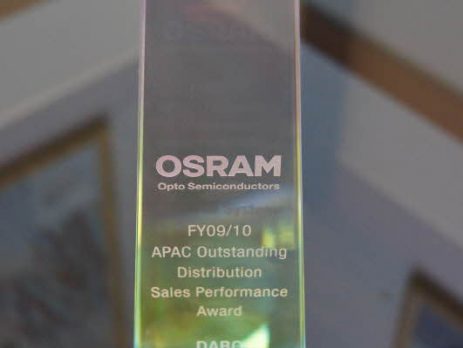 OSRAM
Opto Semiconductors
FY09/10
APAC Outstanding
Distribution
Sales Performance
Award